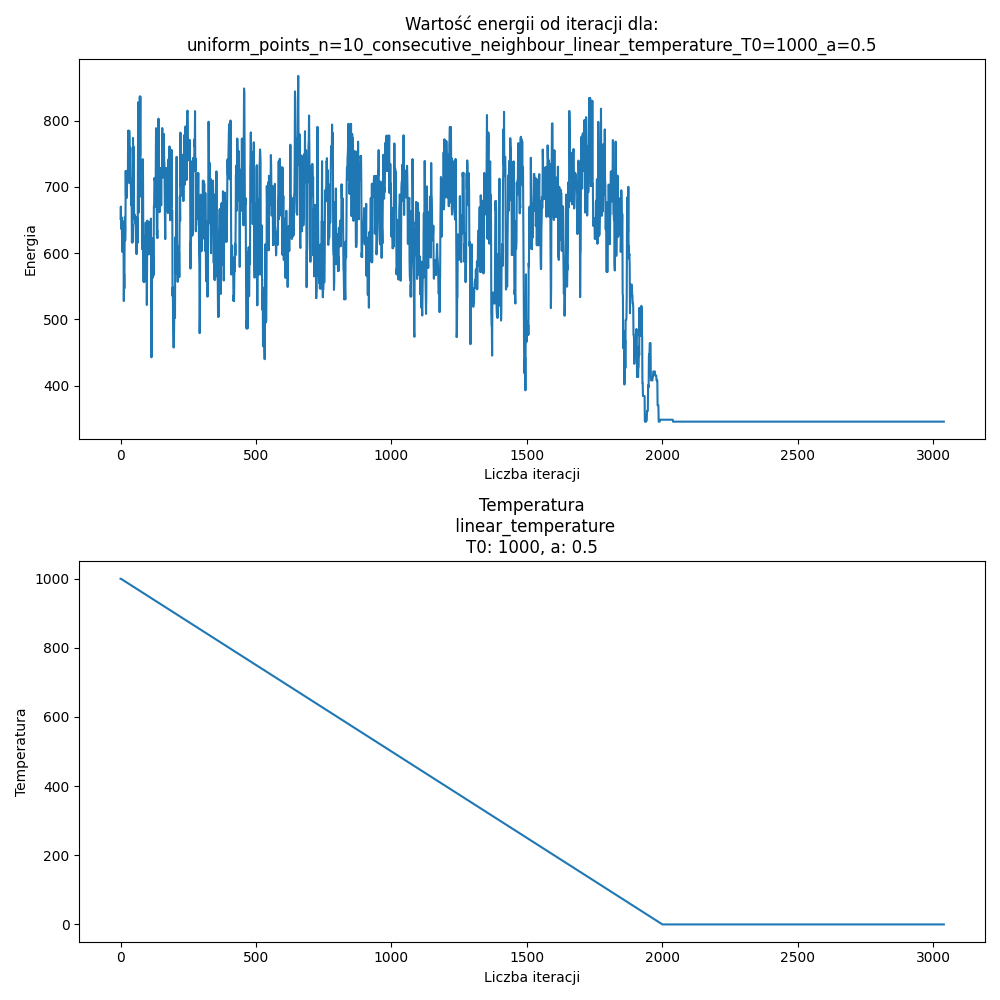 Wartość energii od iteracji dla:
uniform_points_n=10_consecutive_neighbour_linear_temperature_T0=1000_a=0.5
800
700
600
500
400
Energia
0 500 1000 1500 2000 2500 3000
Liczba iteracji
Temperatura
linear_temperature
T0: 1000, a: 0.5
1000
800
600
400
200
0
Temperatura
0 500 1000 1500 2000 2500 3000
Liczba iteracji